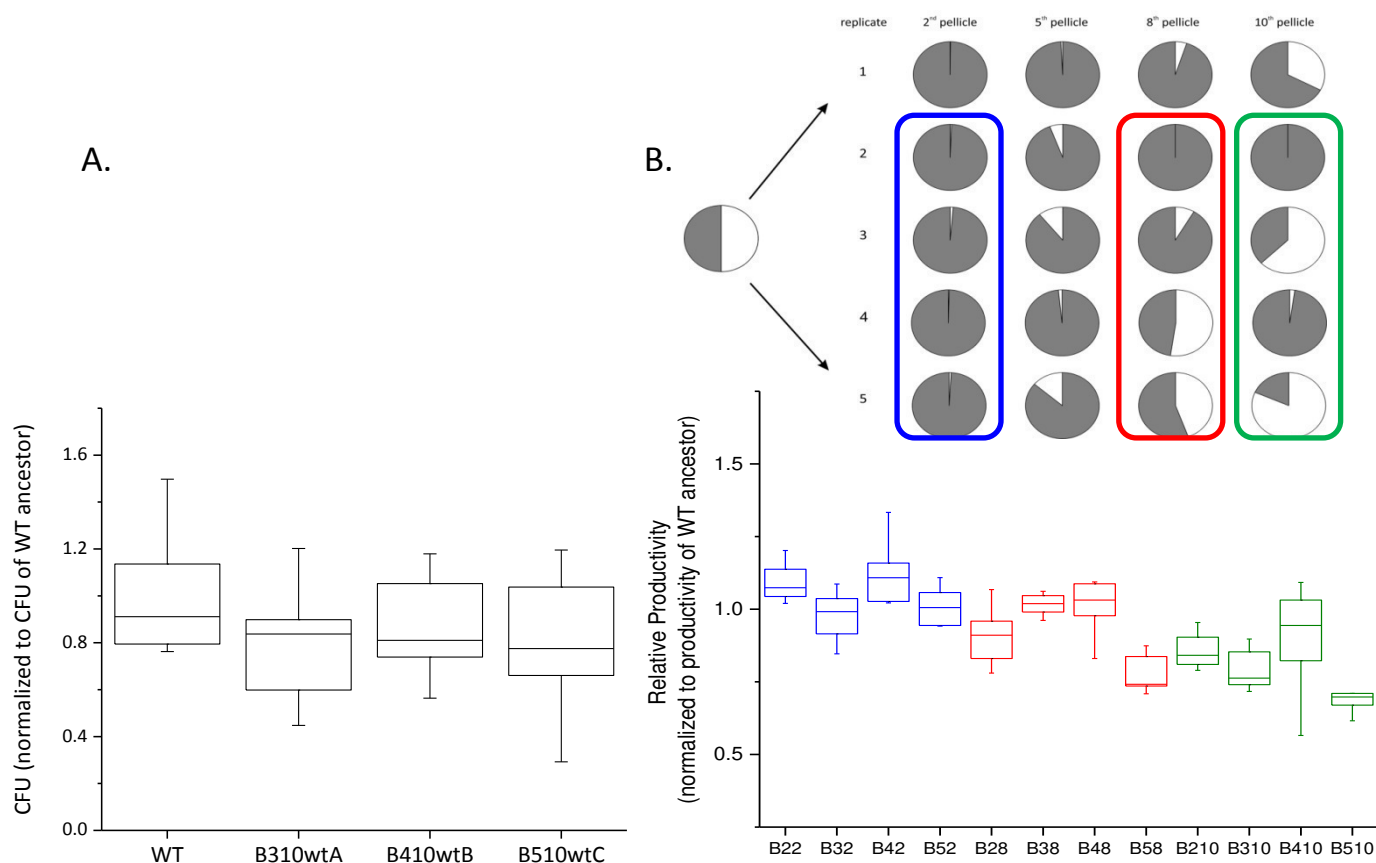 replicate 2nd pellicle 5th pellicle 8th pellicle 10th pellicle
1
A. B. 2
3
4
5
CFU (normalized to CFU of WT ancestor)
1.6
1.2
0.8
0.4
0.0
WT B310wtA B410wtB B510wtC
Relative Productivity
(normalized to productivity of WT ancestor)
1.5
1.0
0.5
B22 B32 B42 B52 B28 B38 B48 B58 B210 B310 B410 B510